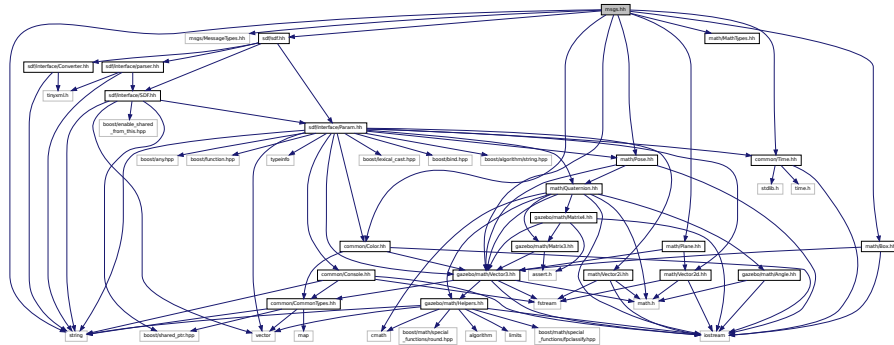 msgs.hh
msgs/MessageTypes.hh
sdf/sdf.hh
math/MathTypes.hh
sdf/interface/Converter.hh
sdf/interface/parser.hh
tinyxml.h
sdf/interface/SDF.hh
boost/enable_shared
_from_this.hpp
sdf/interface/Param.hh
boost/any.hpp
boost/function.hpp
typeinfo
boost/lexical_cast.hpp
boost/bind.hpp
boost/algorithm/string.hpp
math/Pose.hh
common/Time.hh
math/Quaternion.hh
stdlib.h
time.h
gazebo/math/Matrix4.hh
common/Color.hh
gazebo/math/Matrix3.hh
math/Plane.hh
math/Box.hh
common/Console.hh
gazebo/math/Vector3.hh
assert.h
math/Vector2i.hh
math/Vector2d.hh
gazebo/math/Angle.hh
common/CommonTypes.hh
gazebo/math/Helpers.hh
fstream
math.h
string
boost/shared_ptr.hpp
vector
map
cmath
boost/math/special
_functions/round.hpp
algorithm
limits
boost/math/special
_functions/fpclassify.hpp
iostream